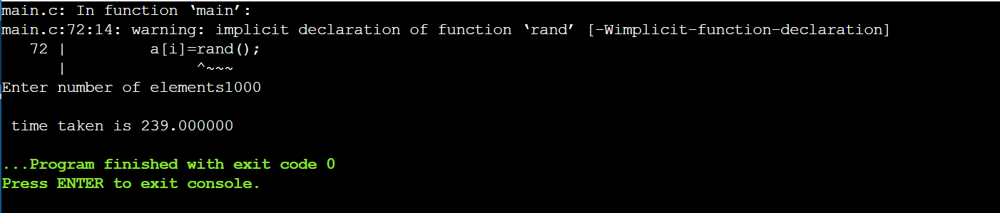 main.c: In function ‘main’:
main.c:72:14: warning: implicit declaration of function ‘rand’ [-Wimplicit-function-declaration]
   72 |         a[i]=rand();
      |              ^~~~
Enter number of elements1000
 time taken is 239.000000
...Program finished with exit code 0
Press ENTER to exit console.